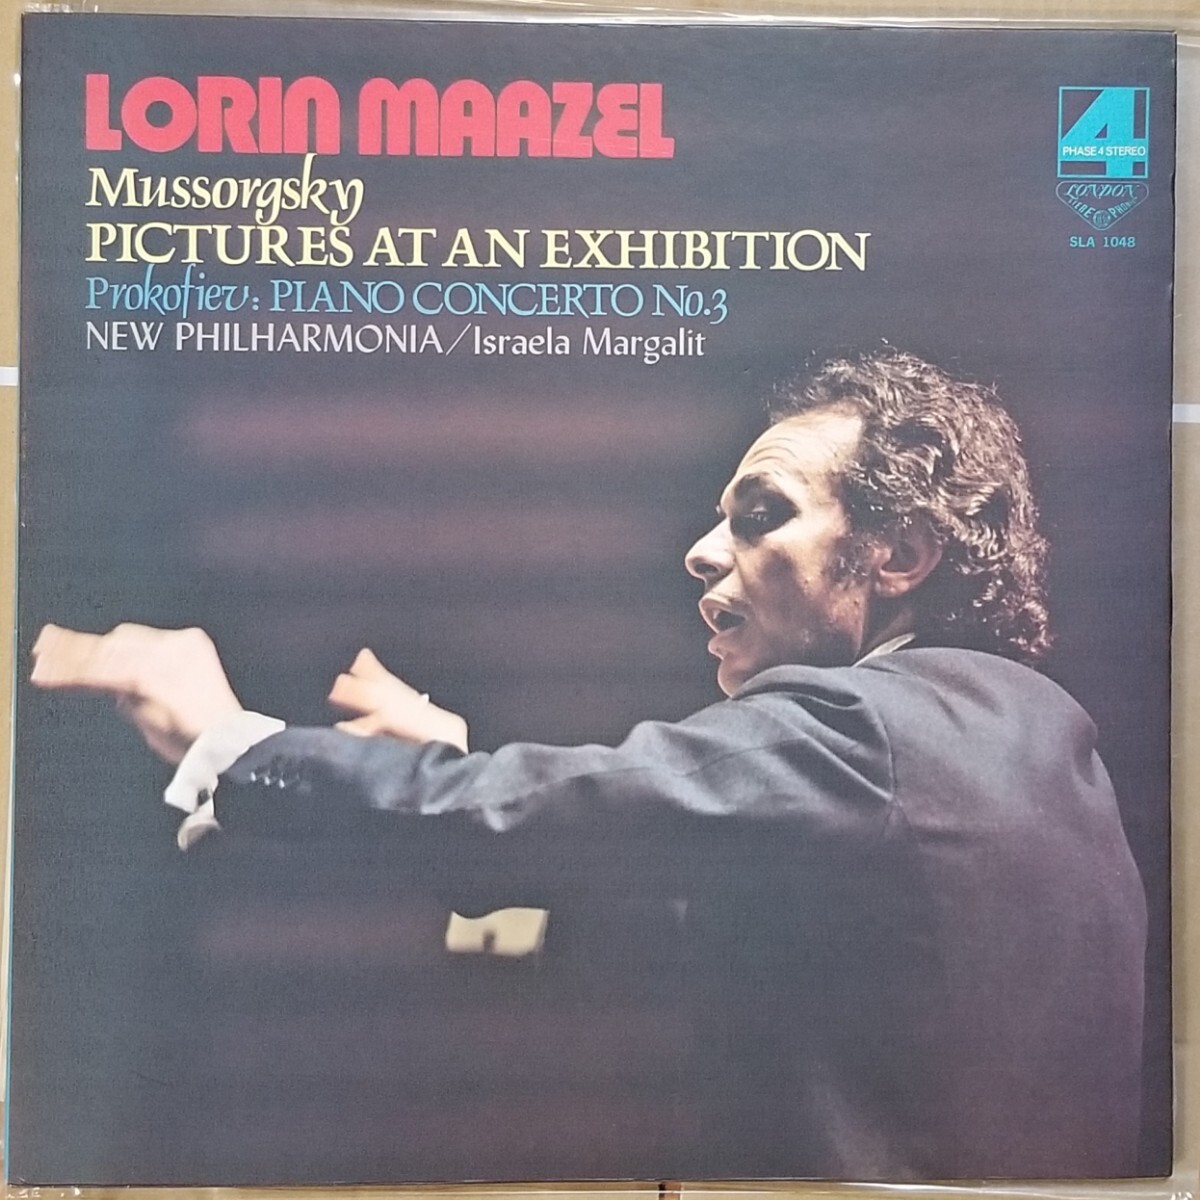 LORIN MAAZEL
Mussorgsky
PICTURES AT AN EXHIBITION
Prokofiev: PIANO CONCERTO No.3
NEW PHILHARMONIA/Israela Margalit
4
PHASE 4 STEREO
LONDON
SLA 1048